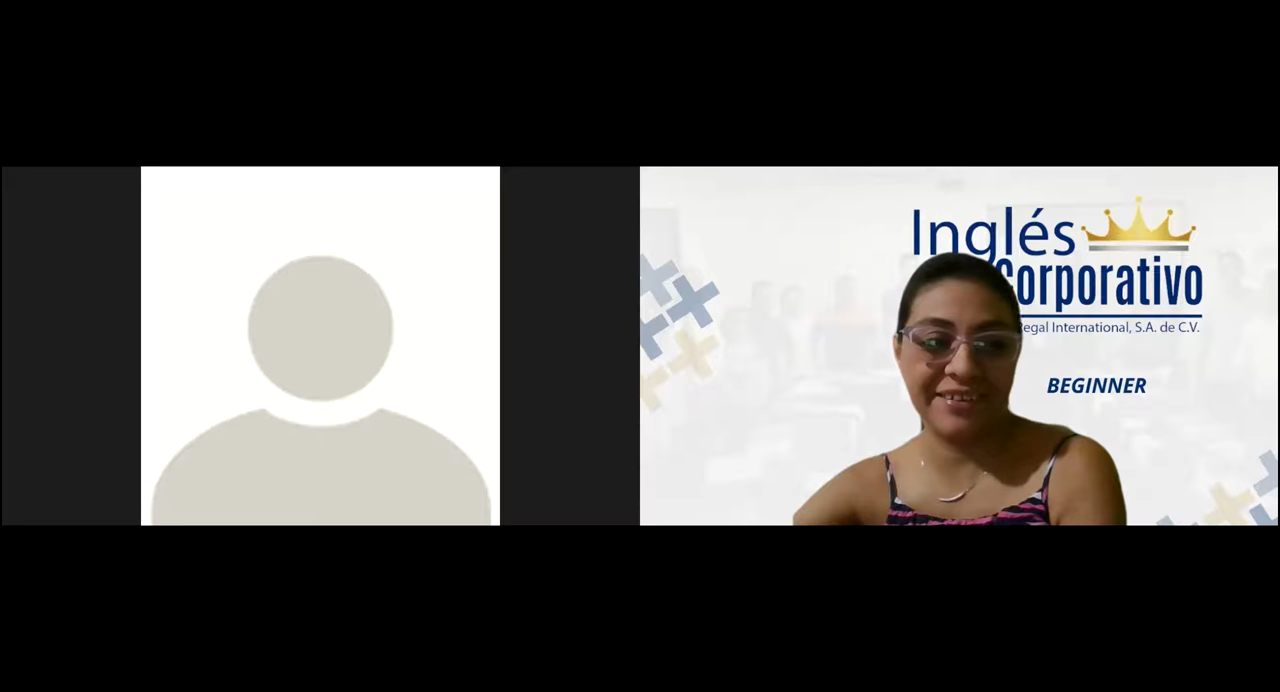 Inglés
Corporativo
Regal International, S.A. de C.V.
BEGINNER